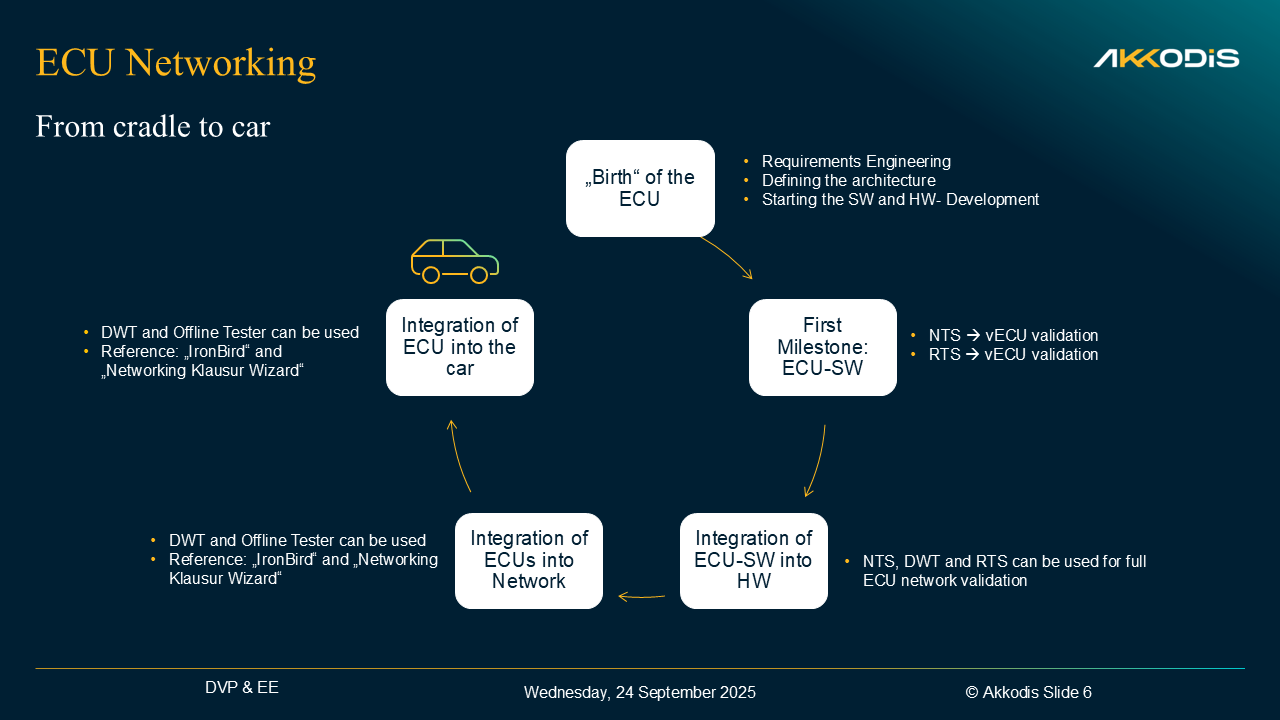 ECU Networking
AKKODiS
From cradle to car
„Birth“ of the
ECU
• Requirements Engineering
• Defining the architecture
• Starting the SW and HW- Development
First
Milestone:
ECU-SW
• NTS → vECU validation
• RTS → vECU validation
Integration of
ECU-SW into
HW
• NTS, DWT and RTS can be used for full
ECU network validation
Integration of
ECUs into
Network
• DWT and Offline Tester can be used
• Reference: „IronBird“ and „Networking
Klausur Wizard“
Integration of
ECU into the
car
• DWT and Offline Tester can be used
• Reference: „IronBird“ and
„Networking Klausur Wizard“
DVP & EE
Wednesday, 24 September 2025
© Akkodis Slide 6